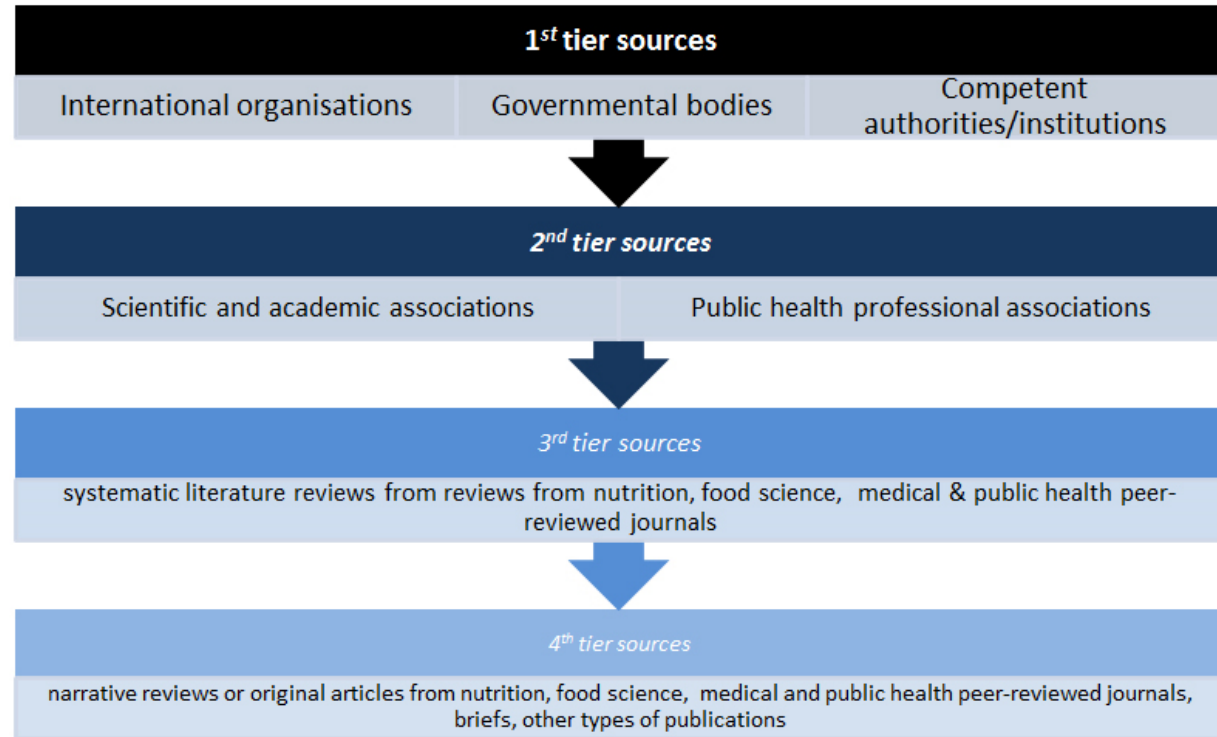 1st tier sources
International organisations
Governmental bodies
Competent
authorities/institutions
2nd tier sources
Scientific and academic associations
Public health professional associations
3rd tier sources
systematic literature reviews from reviews from nutrition, food science, medical & public health peer-
reviewed journals
4th tier sources
narrative reviews or original articles from nutrition, food science, medical and public health peer-reviewed journals,
briefs, other types of publications